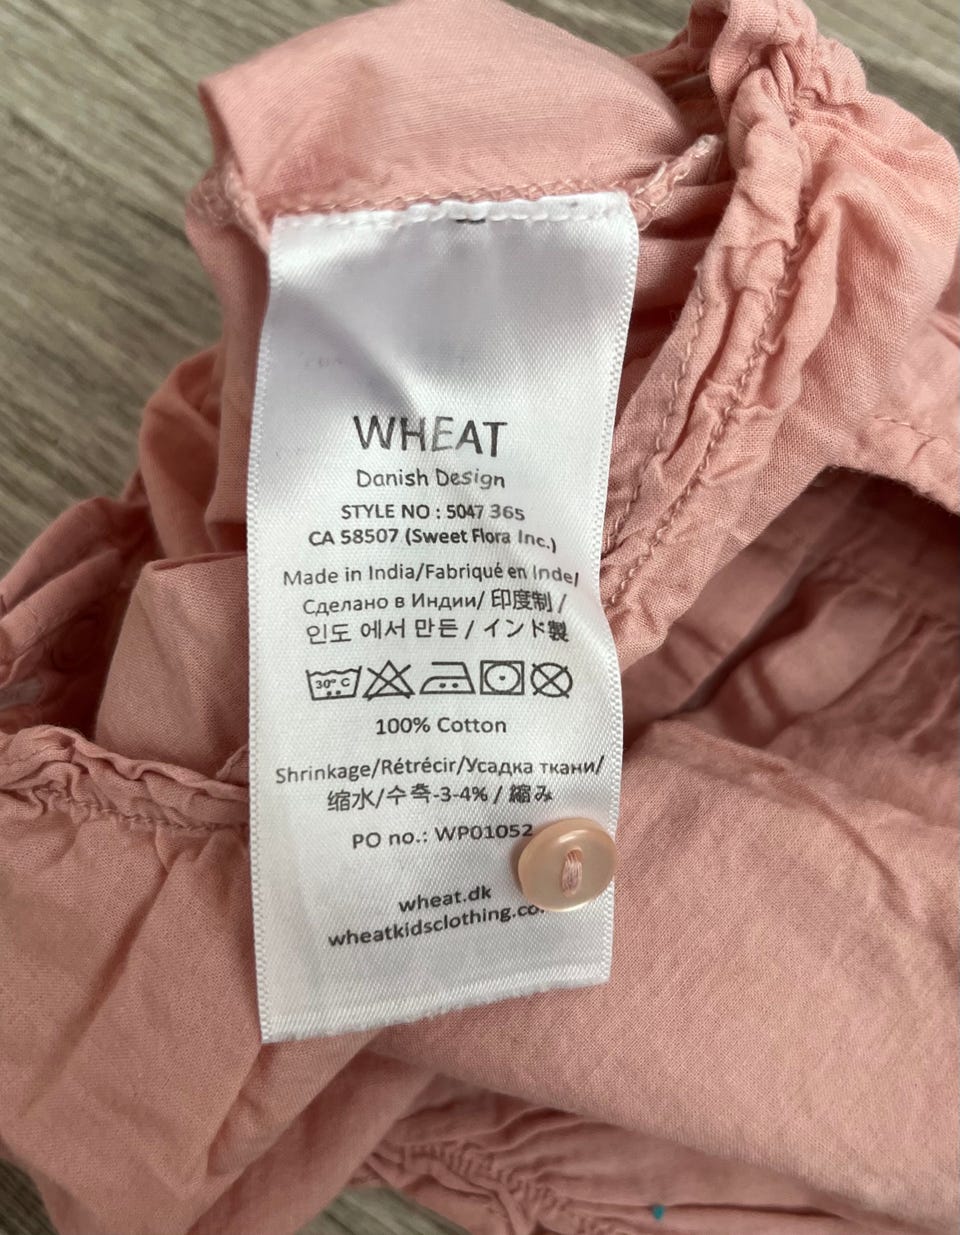 WHEAT
Danish Design
STYLE NO : 5047 365
CA 58507 (Sweet Flora Inc.)
Made in India/Fabriqué en Inde/
Сделано в Индии/ 印度制 /
인도 에서 만든 / インド製
30° C
100% Cotton
Shrinkage/Rétrécir/Усадка ткани/
缩水/수축-3-4% / 縮み
PO no.: WP01052
wheat.dk